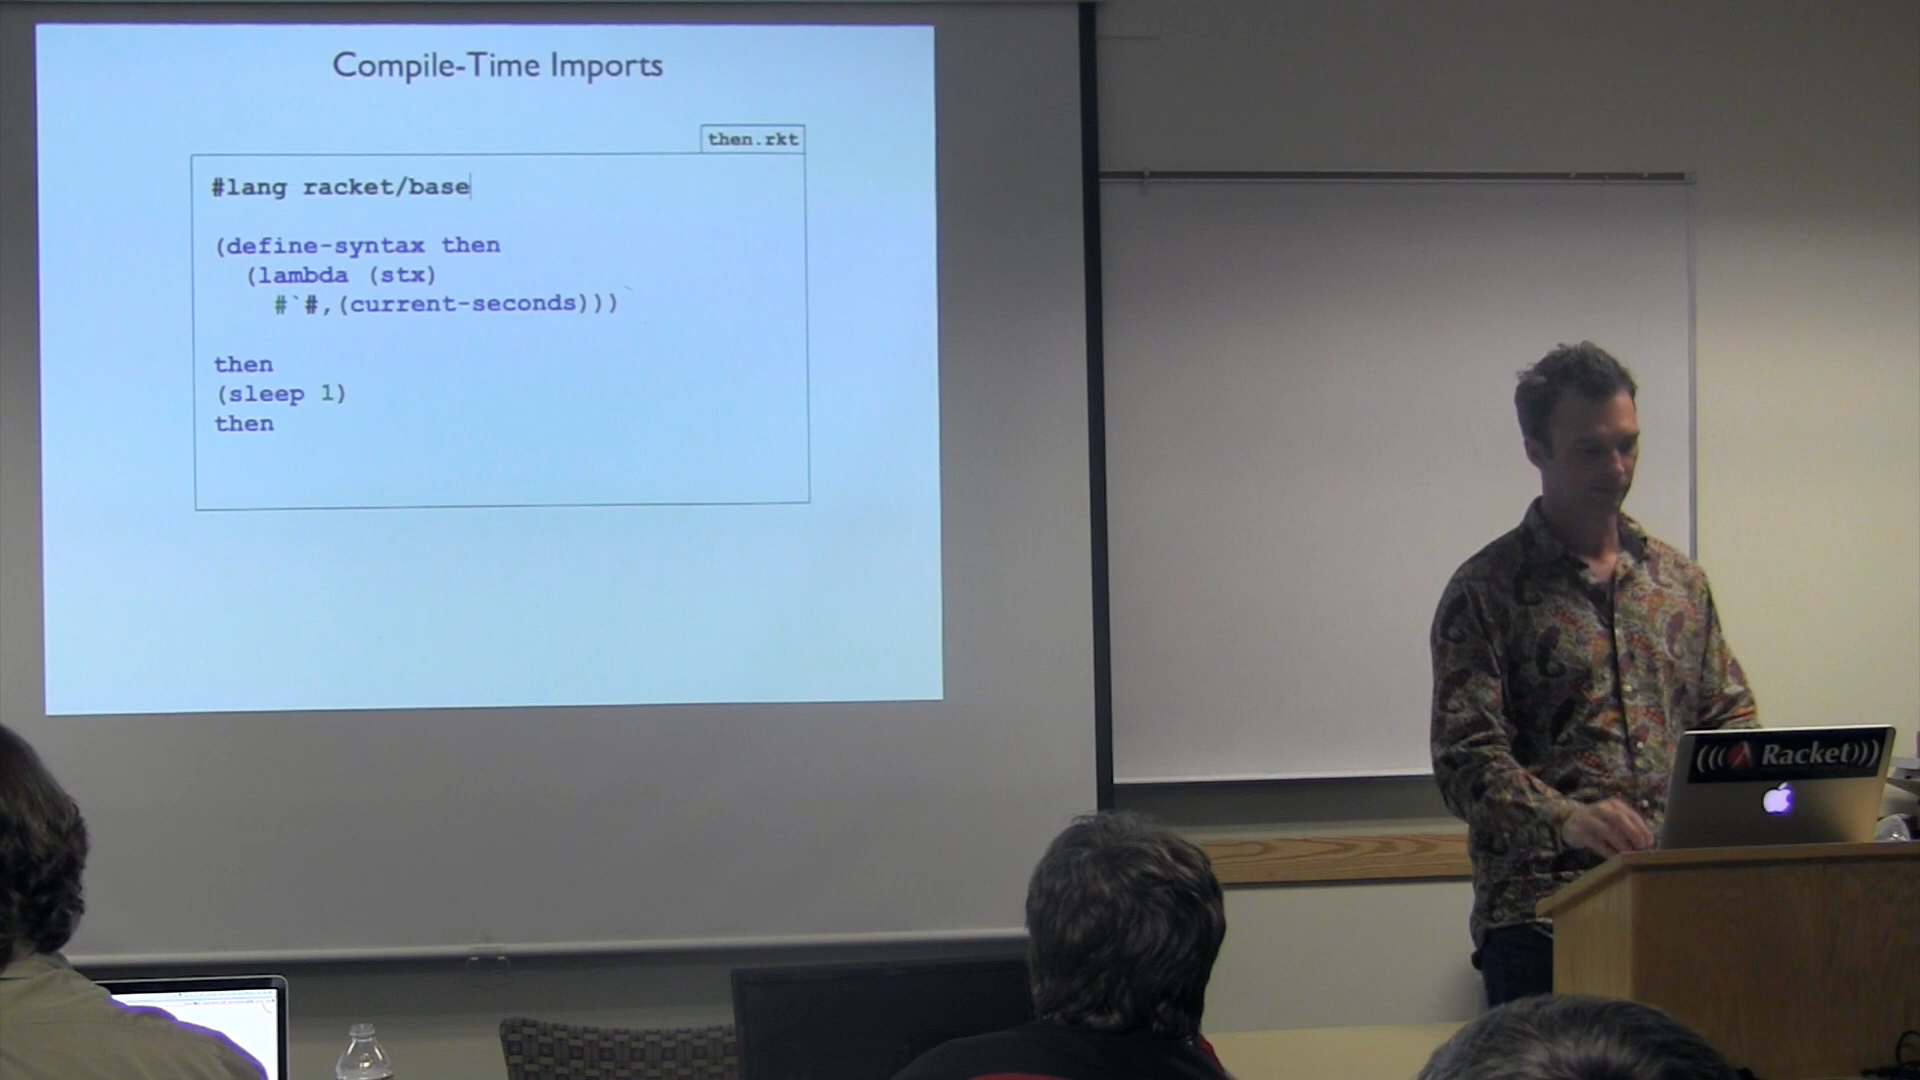 Compile-Time Imports
then.rkt
#lang racket/base
(define-syntax then
(lambda (stx)
#`#,(current-seconds)))
then
(sleep 1)
then
(((Racket)))